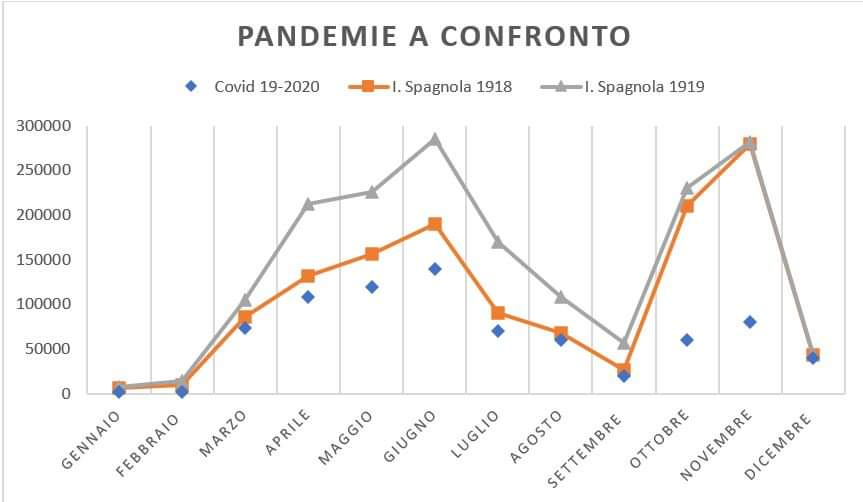 PANDEMIE A CONFRONTO
Covid 19-2020 I. Spagnola 1918 I. Spagnola 1919
300000
250000
200000
150000
100000
50000
0
GENNAIO
FEBBRAIO
MARZO
APRILE
MAGGIO
GIUGNO
LUGLIO
AGOSTO
SETTEMBRE
OTTOBRE
NOVEMBRE
DICEMBRE